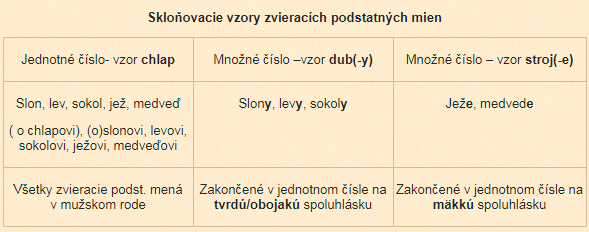 Skloňovacie vzory zvieracích podstatných mien
Jednotné číslo- vzor chlap
Množné číslo –vzor dub(-y)
Množné číslo – vzor stroj(-e)
Slon, lev, sokol, jež, medveď
( o chlapovi), (o)slonovi, levovi,
sokolovi, ježovi, medveďovi
Slony, levy, sokoly
Ježe, medvede
Všetky zvieracie podst. mená
v mužskom rode
Zakončené v jednotnom čísle na
tvrdú/obojakú spoluhlásku
Zakončené v jednotnom čísle na
mäkkú spoluhlásku